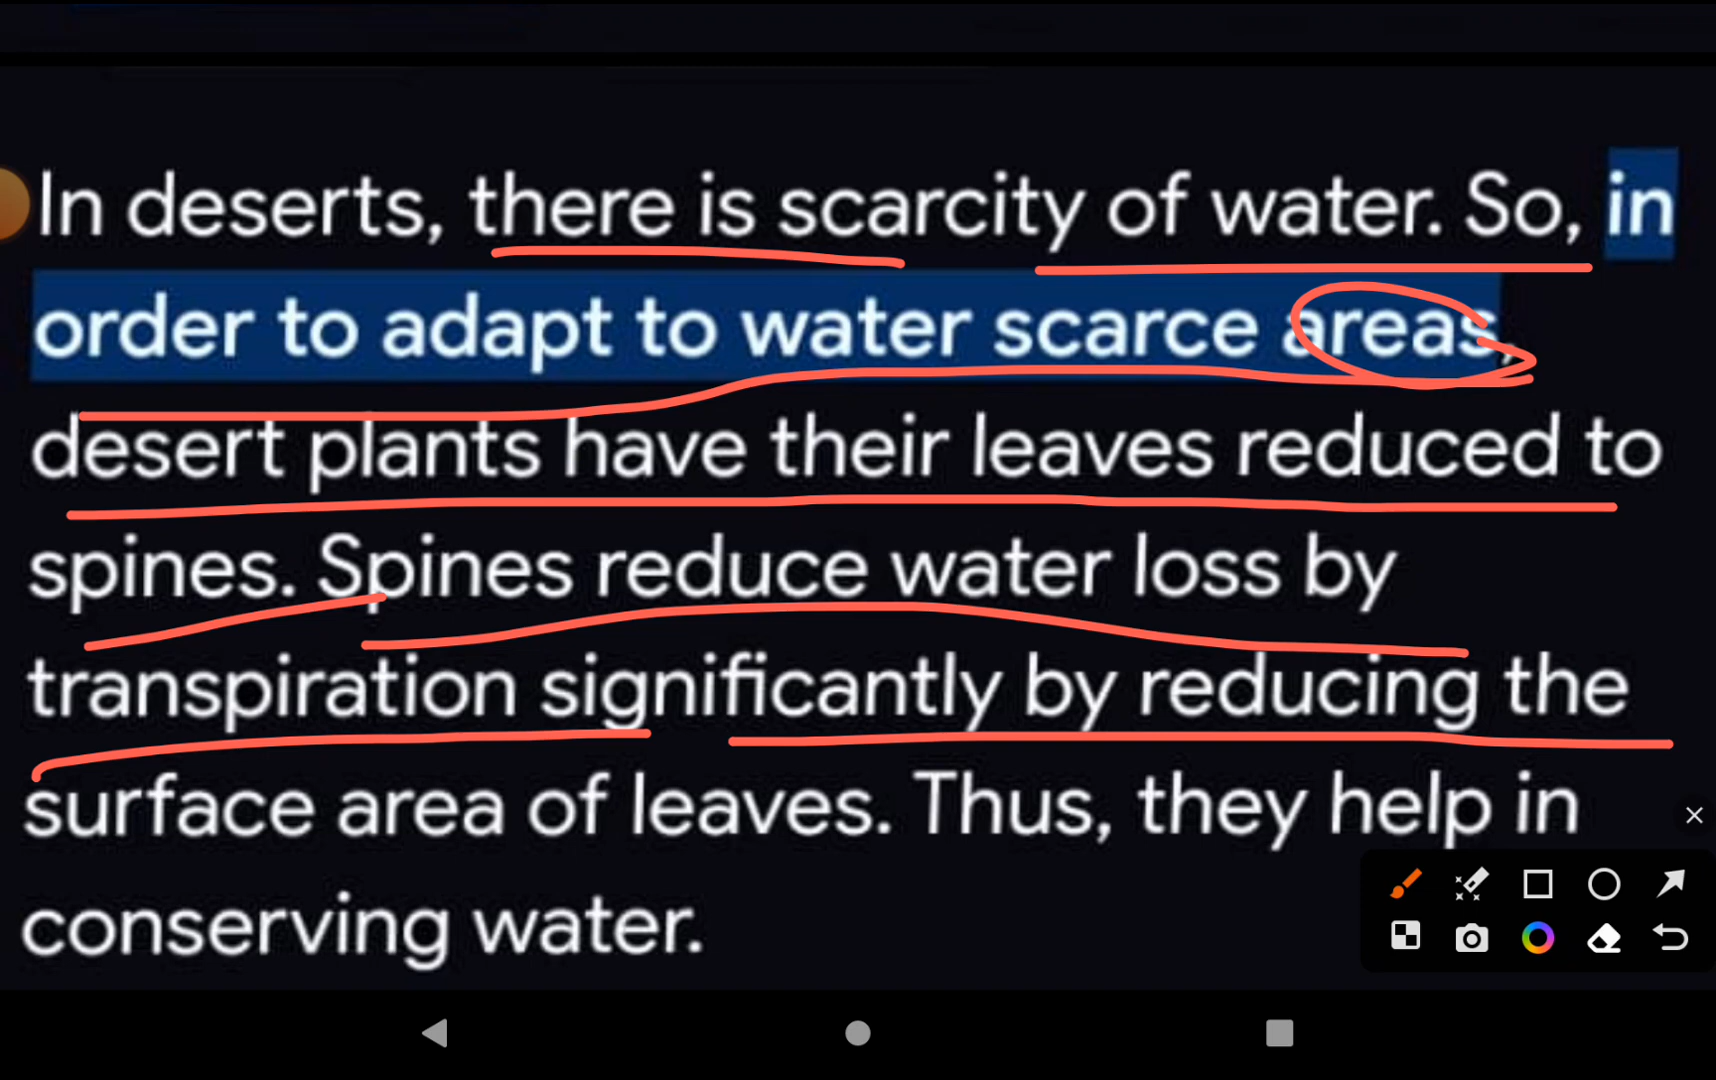 In deserts, there is scarcity of water. So, in
order to adapt to water scarce areas,
desert plants have their leaves reduced to
spines. Spines reduce water loss by
transpiration significantly by reducing the
surface area of leaves. Thus, they help in
conserving water.